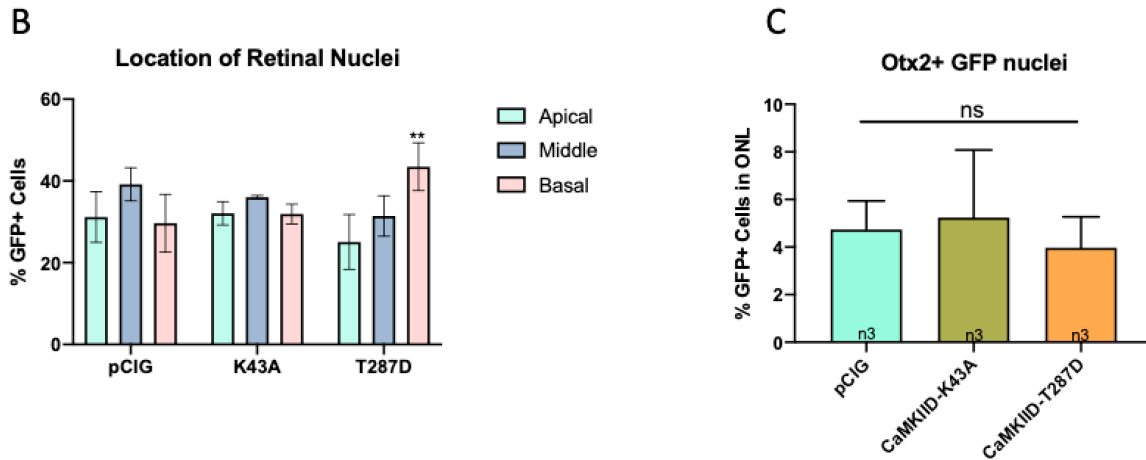 B
Location of Retinal Nuclei
% GFP+ Cells
60
40
20
0
**
pCIG
K43A
T287D
Apical
Middle
Basal
C
Otx2+ GFP nuclei
% GFP+ Cells in ONL
10
8
6
4
2
0
ns
n3
n3
n3
pCIG
CaMKIID-K43A
CaMKIID-T287D